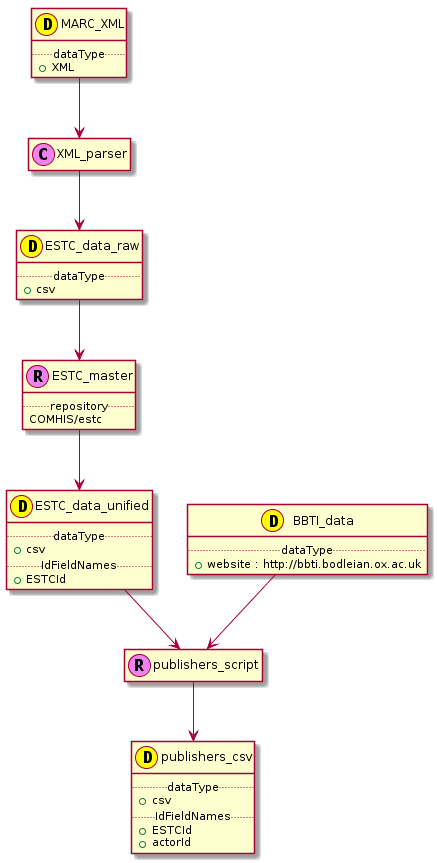 D MARC_XML
dataType
XML
C XML_parser
D ESTC_data_raw
dataType
csv
R ESTC_master
repository
COMHIS/estc
D ESTC_data_unified
dataType
csv
IdFieldNames
ESTCId
D BBTI_data
dataType
website : http://bbti.bodleian.ox.ac.uk
R publishers_script
D publishers_csv
dataType
csv
IdFieldNames
ESTCId
actorId